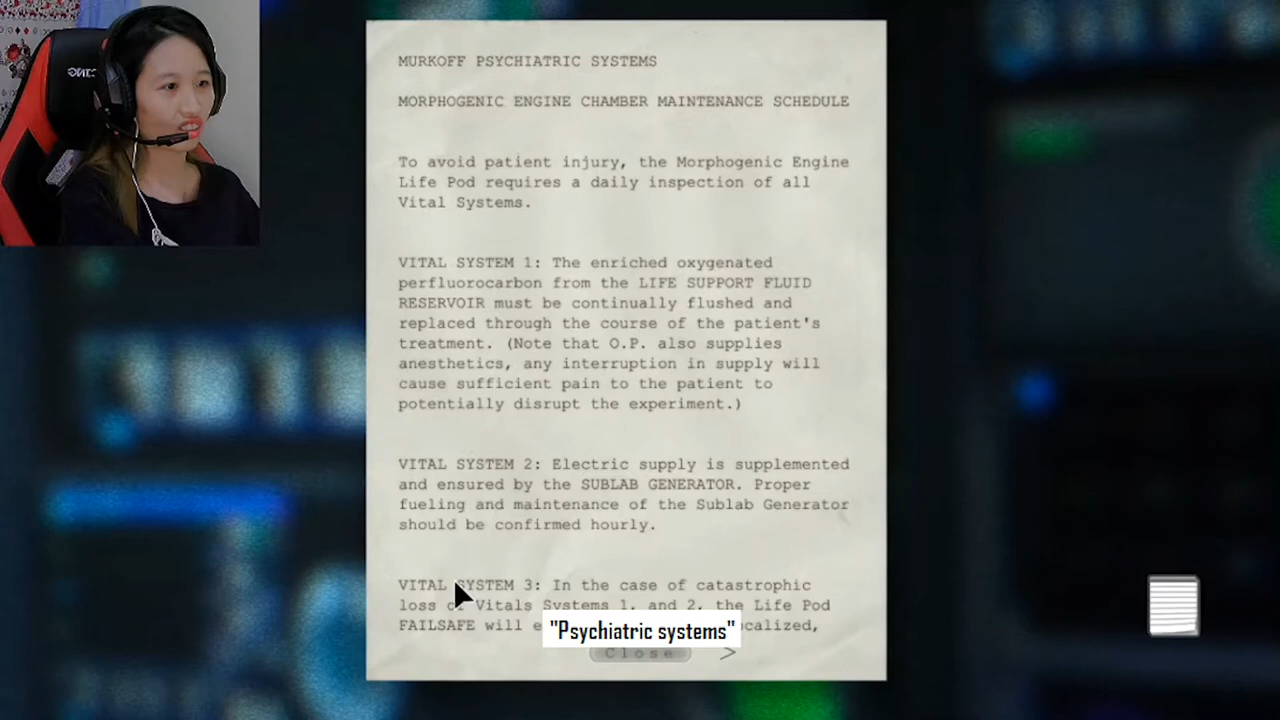 MURKOFF PSYCHIATRIC SYSTEMS
MORPHOGENIC ENGINE CHAMBER MAINTENANCE SCHEDULE
To avoid patient injury, the Morphogenic Engine
Life Pod requires a daily inspection of all
Vital Systems.
VITAL SYSTEM 1: The enriched oxygenated
perfluorocarbon from the LIFE SUPPORT FLUID
RESERVOIR must be continually flushed and
replaced through the course of the patient's
treatment. (Note that O.P. also supplies
anesthetics, any interruption in supply will
cause sufficient pain to the patient to
potentially disrupt the experiment.)
VITAL SYSTEM 2: Electric supply is supplemented
and ensured by the SUBLAB GENERATOR. Proper
fueling and maintenance of the Sublab Generator
should be confirmed hourly.
VITAL SYSTEM 3: In the case of catastrophic
loss of Vitals Systems 1, and 2, the Life Pod
FAILSAFE will
"Psychiatric systems"
Close >